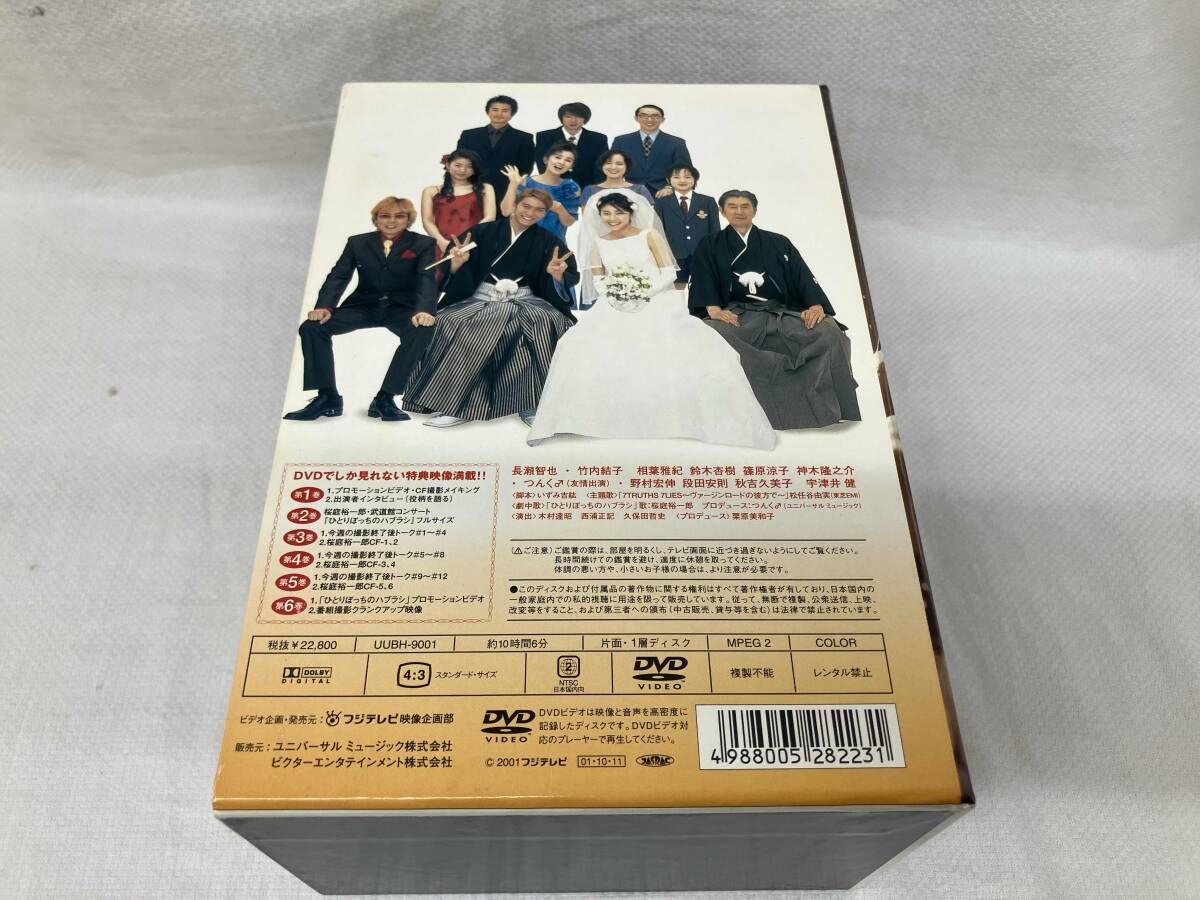 長瀬智也・竹内結子 相葉雅紀 鈴木杏樹 篠原涼子 神木隆之介
・つんく♂(友情出演)・野村宏伸 段田安則 秋吉久美子 宇津井 健
〈脚本〉いずみ吉紘 〈主題歌〉「7TRUTHS 7LIES～ヴァージンロードの彼方で～」松任谷由実(東芝EMI)
〈劇中歌〉「ひとりぼっちのハブラシ」歌:桜庭裕一郎 プロデュース:つんく♂(ユニバーサル ミュージック)
〈演出〉木村達昭 西浦正記 久保田哲史 〈プロデュース〉栗原美和子
DVDでしか見れない特典映像満載!!
第1巻 1.プロモーションビデオ・CF撮影メイキング
2.出演者インタビュー(役柄を語る)
第2巻 桜庭裕一郎・武道館コンサート
「ひとりぼっちのハブラシ」フルサイズ
第3巻 1.今週の撮影終了後トーク#1～#4
2.桜庭裕一郎CF-1、2
第4巻 1.今週の撮影終了後トーク#5～#8
2.桜庭裕一郎CF-3、4
第5巻 1.今週の撮影終了後トーク#9～#12
2.桜庭裕一郎CF-5、6
第6巻 1.「ひとりぼっちのハブラシ」プロモーションビデオ
2.番組撮影クランクアップ映像
〈⚠ご注意〉ご鑑賞の際は、部屋を明るくし、テレビ画面に近づき過ぎないようにしてご覧ください。
長時間続けての鑑賞を避け、適度に休憩を取ってください。
体調の悪い方や、小さいお子様の場合は、より注意が必要です。
●このディスクおよび付属品の著作物に関する権利はすべて著作権者が有しており、日本国内の
一般家庭内での私的視聴に用途を限って販売しています。従って、無断で複製、公衆送信、上映、
改変等をすること、および第三者への頒布(中古販売、貸与等を含む)は法律で禁止されています。
税抜¥22,800 UUBH-9001 約10時間6分 片面・1層ディスク MPEG 2 COLOR
DOLBY DIGITAL 4:3 スタンダード・サイズ 2 NTSC 日本国内向 DVD VIDEO 複製不能 レンタル禁止
ビデオ企画・発売元:フジテレビ映像企画部
販売元:ユニバーサル ミュージック株式会社
ビクターエンタテインメント株式会社
DVD VIDEO
DVDビデオは映像と音声を高密度に
記録したディスクです。DVDビデオ対
応のプレーヤーで再生してください。
© 2001フジテレビ 01・10・11 JASRAC
4 988005 282231